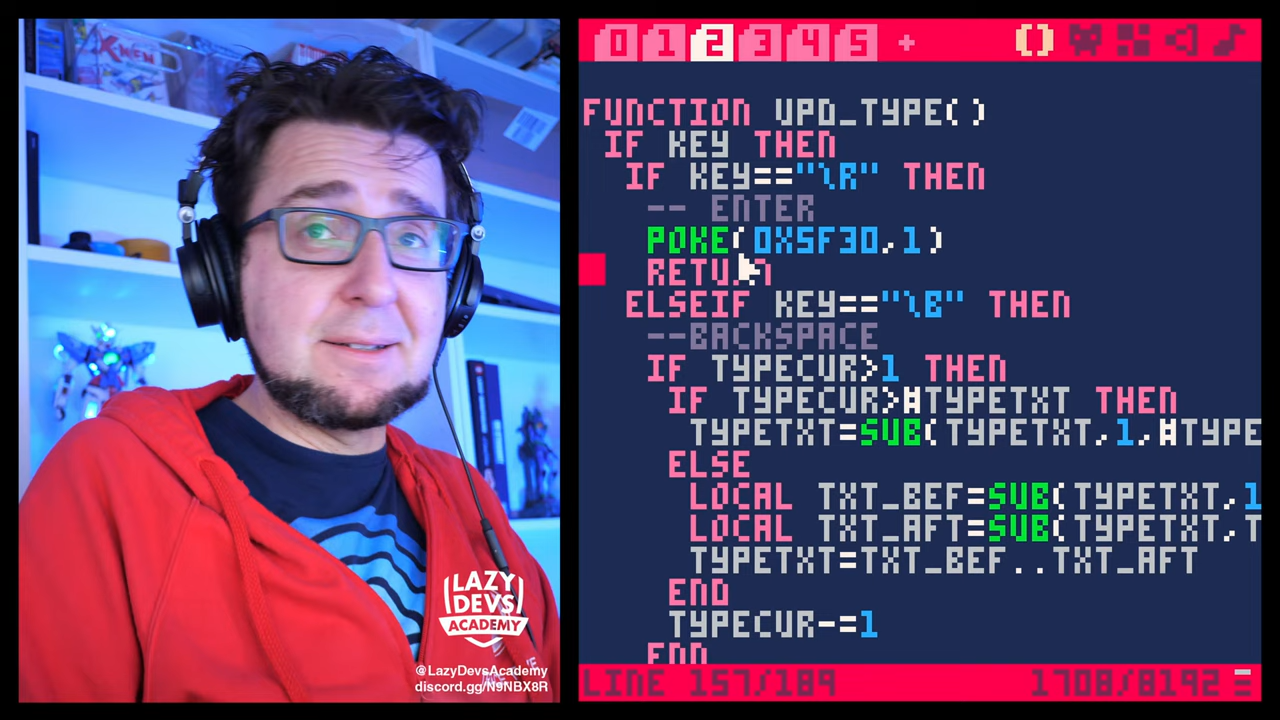 X-MEN
LAZY
DEVS
ACADEMY
@LazyDevsAcademy
discord.gg/N9NBX8R
0 1 2 3 4 5 +
FUNCTION UPD_TYPE()
IF KEY THEN
IF KEY=="\R" THEN
-- ENTER
POKE(0X5F30,1)
RETURN
ELSEIF KEY=="\B" THEN
--BACKSPACE
IF TYPECUR>1 THEN
IF TYPECUR>#TYPETXT THEN
TYPETXT=SUB(TYPETXT,1,#TYPE
ELSE
LOCAL TXT_BEF=SUB(TYPETXT,1
LOCAL TXT_AFT=SUB(TYPETXT,T
TYPETXT=TXT_BEF..TXT_AFT
END
TYPECUR-=1
END
LINE 157/189
1708/8192